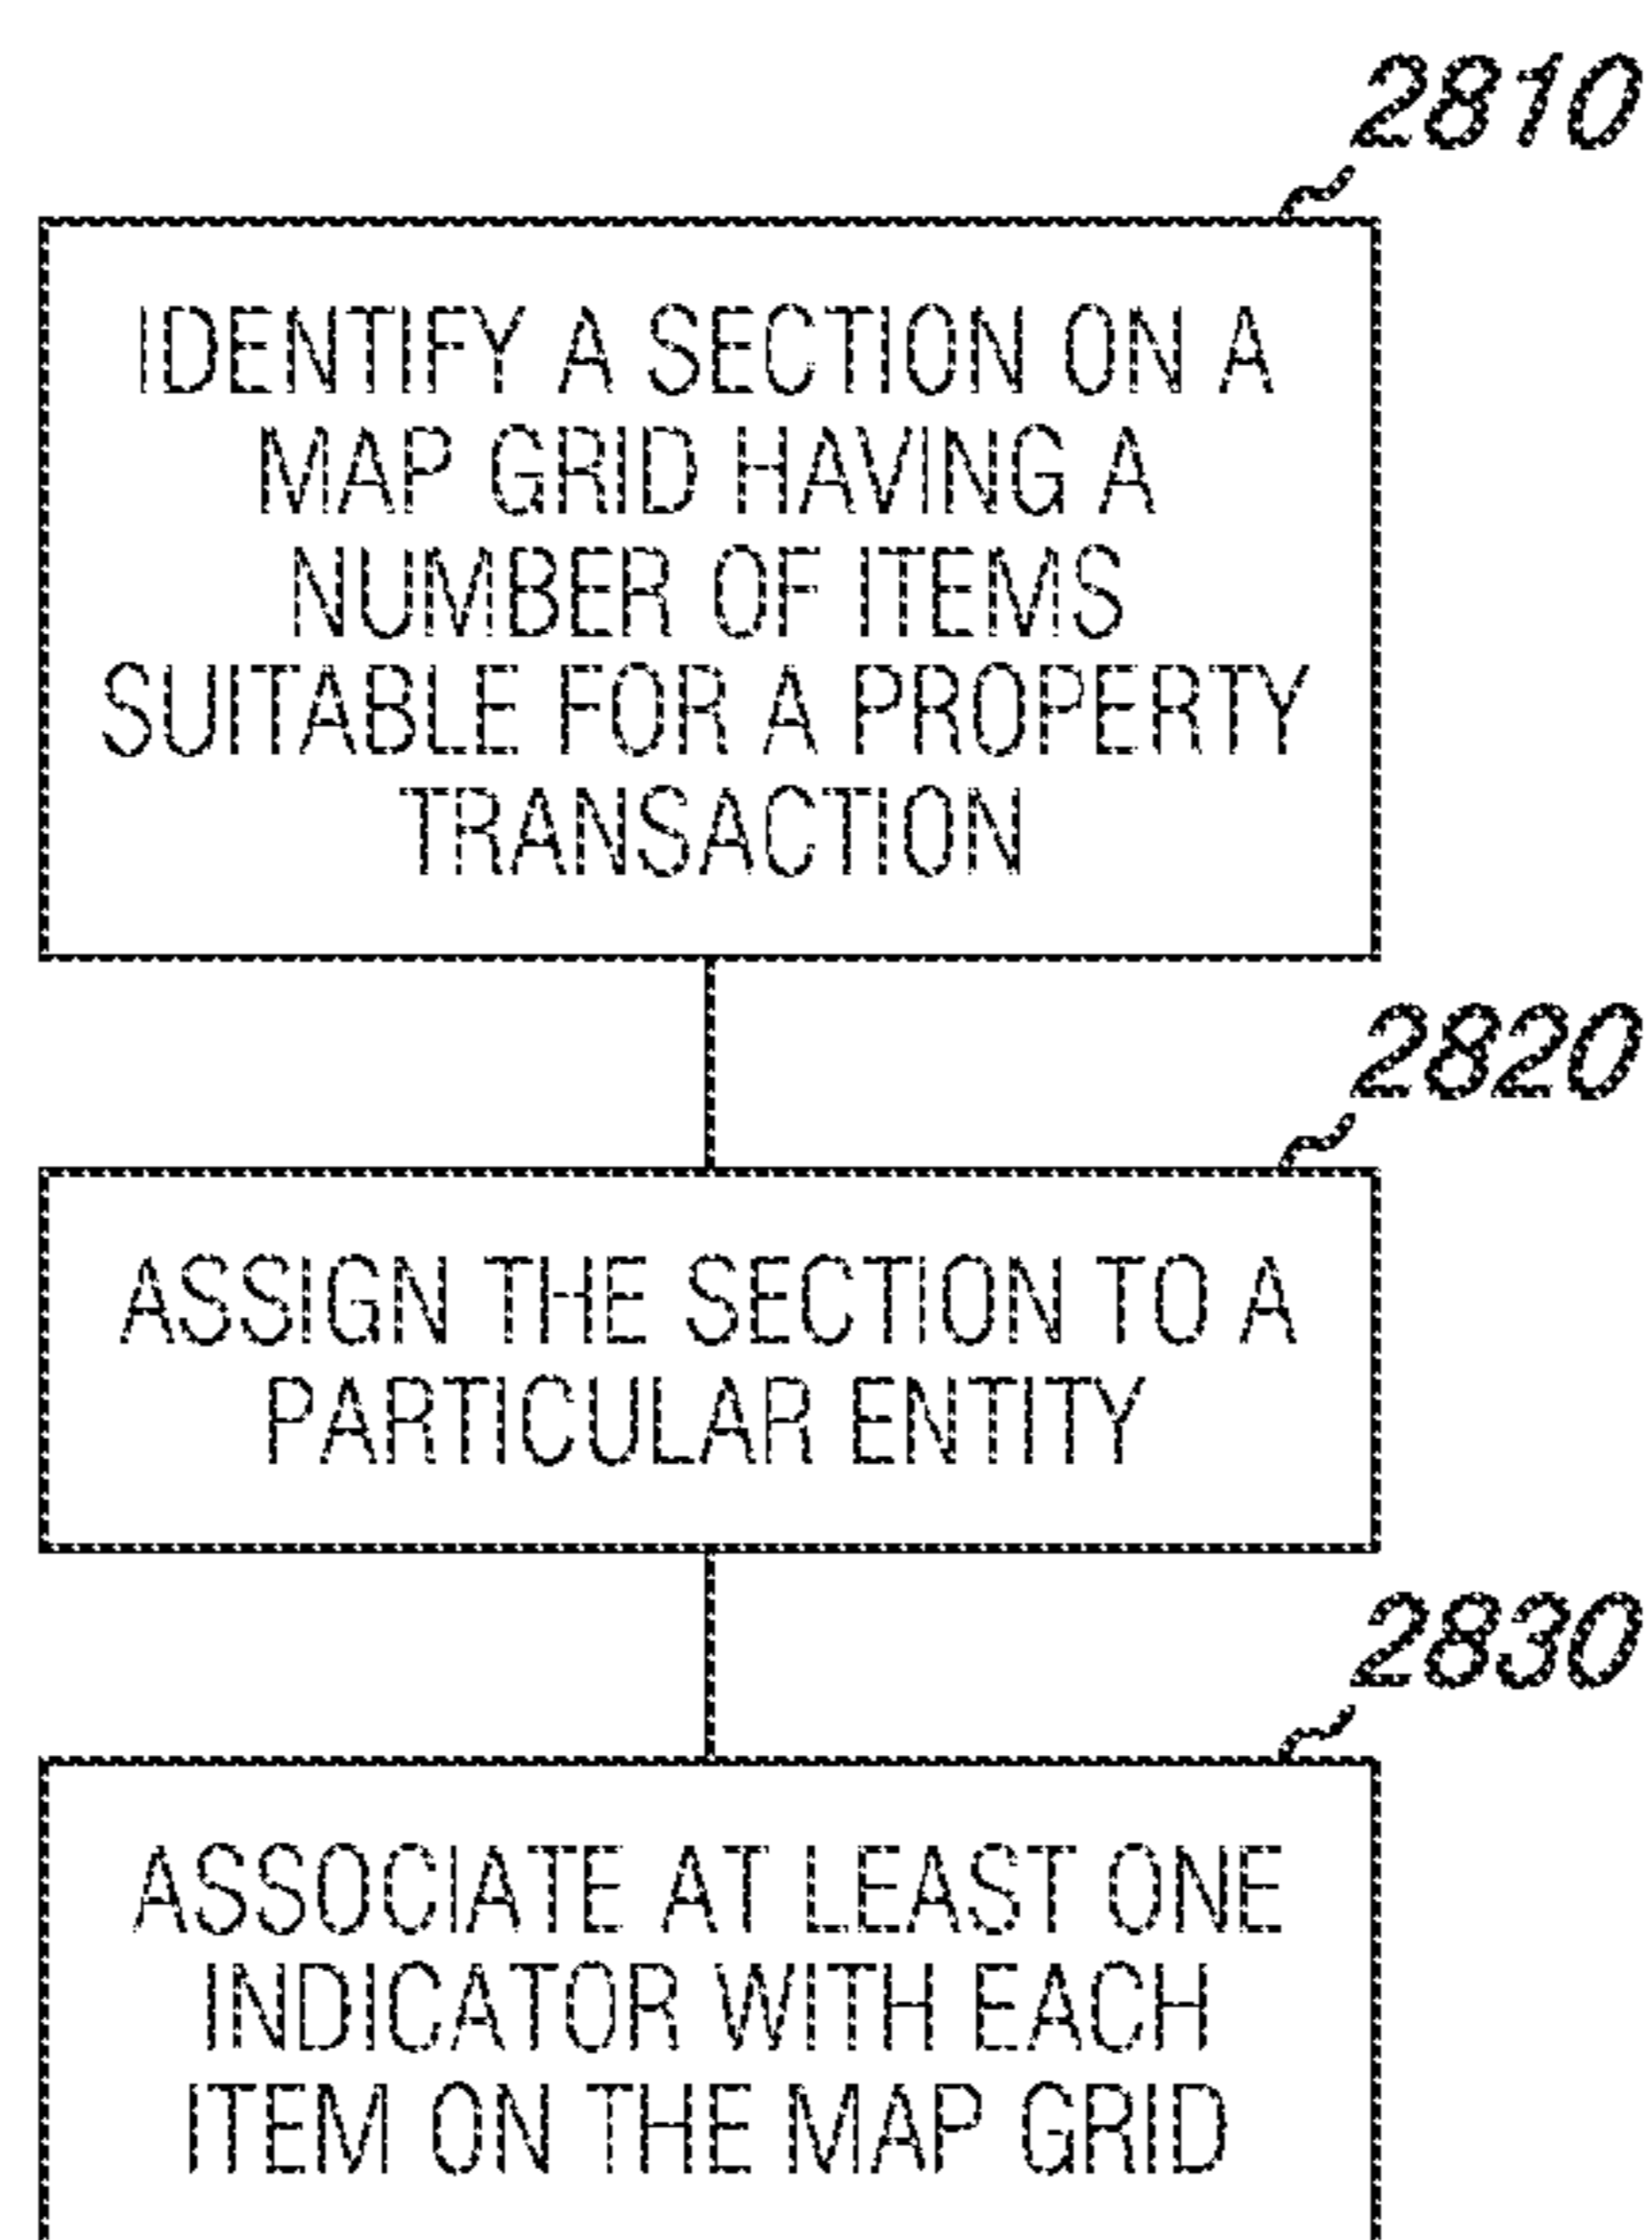 2810
IDENTIFY A SECTION ON A
MAP GRID HAVING A
NUMBER OF ITEMS
SUITABLE FOR A PROPERTY
TRANSACTION
2820
ASSIGN THE SECTION TO A
PARTICULAR ENTITY
2830
ASSOCIATE AT LEAST ONE
INDICATOR WITH EACH
ITEM ON THE MAP GRID